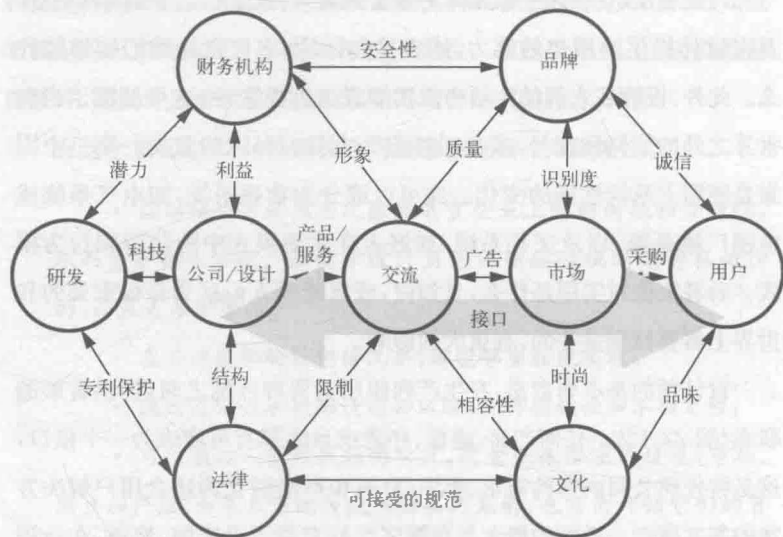 财务机构
安全性
品牌
潜力
利益
形象
质量
识别度
诚信
研发
科技
公司/设计
产品/
服务
交流
广告
市场
采购
用户
接口
专利保护
结构
限制
相容性
时尚
品味
法律
可接受的规范
文化